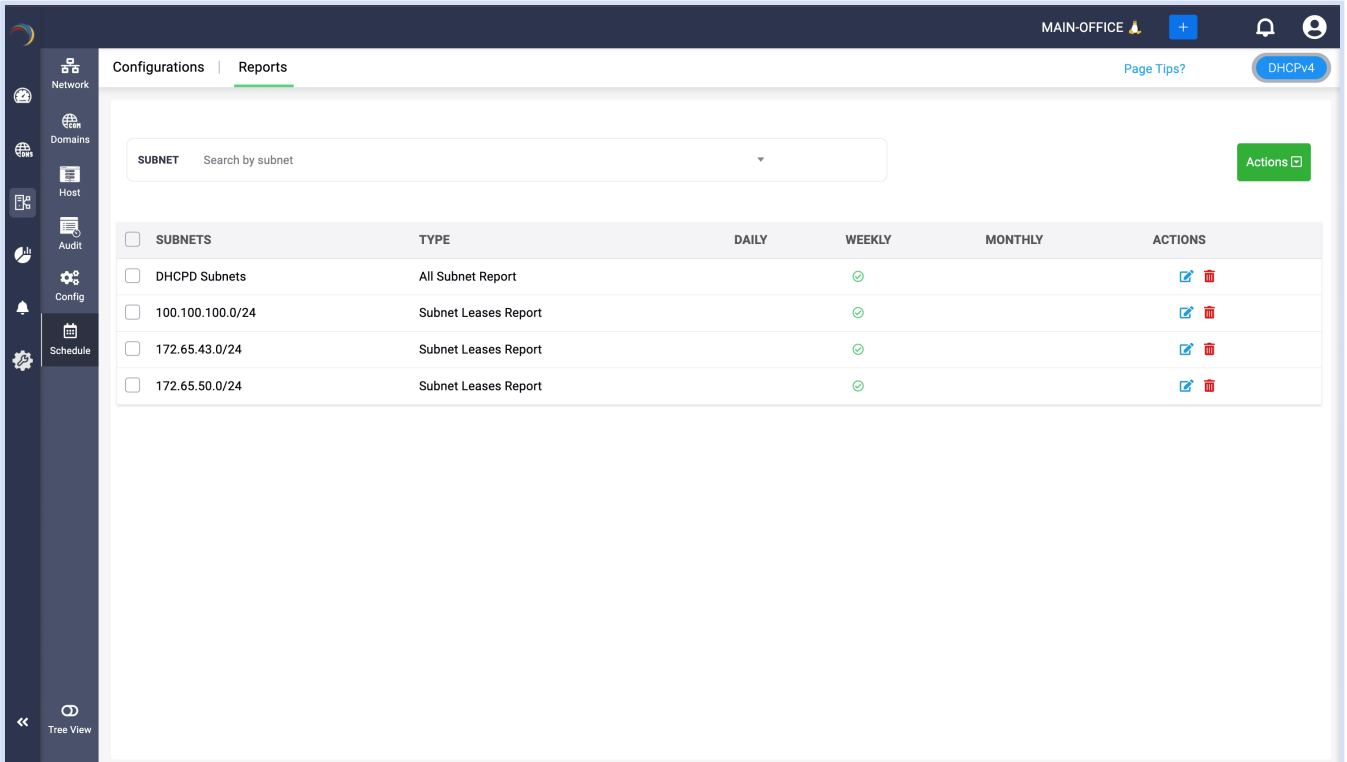 MAIN-OFFICE
+
Network
Configurations | Reports
Page Tips?
DHCPv4
Domains
DNS
COM
Host
Audit
Config
Schedule
Tree View
SUBNET Search by subnet
Actions
SUBNETS TYPE DAILY WEEKLY MONTHLY ACTIONS
DHCPD Subnets All Subnet Report
100.100.100.0/24 Subnet Leases Report
172.65.43.0/24 Subnet Leases Report
172.65.50.0/24 Subnet Leases Report